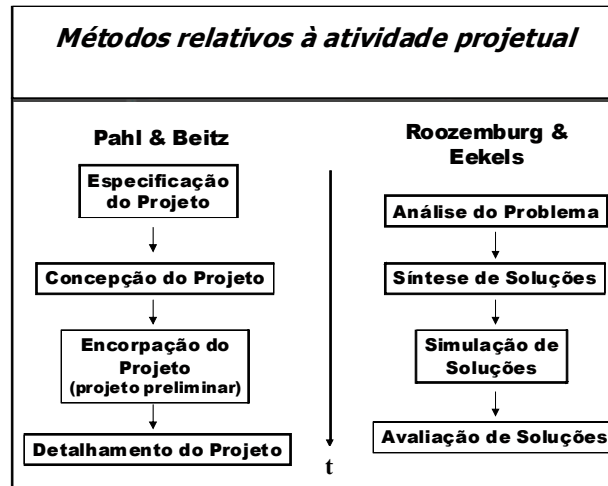 Métodos relativos à atividade projetual
Pahl & Beitz
Especificação
do Projeto
Concepção do Projeto
Encorpação do
Projeto
(projeto preliminar)
Detalhamento do Projeto
t
Roozemburg &
Eekels
Análise do Problema
Síntese de Soluções
Simulação de
Soluções
Avaliação de Soluções